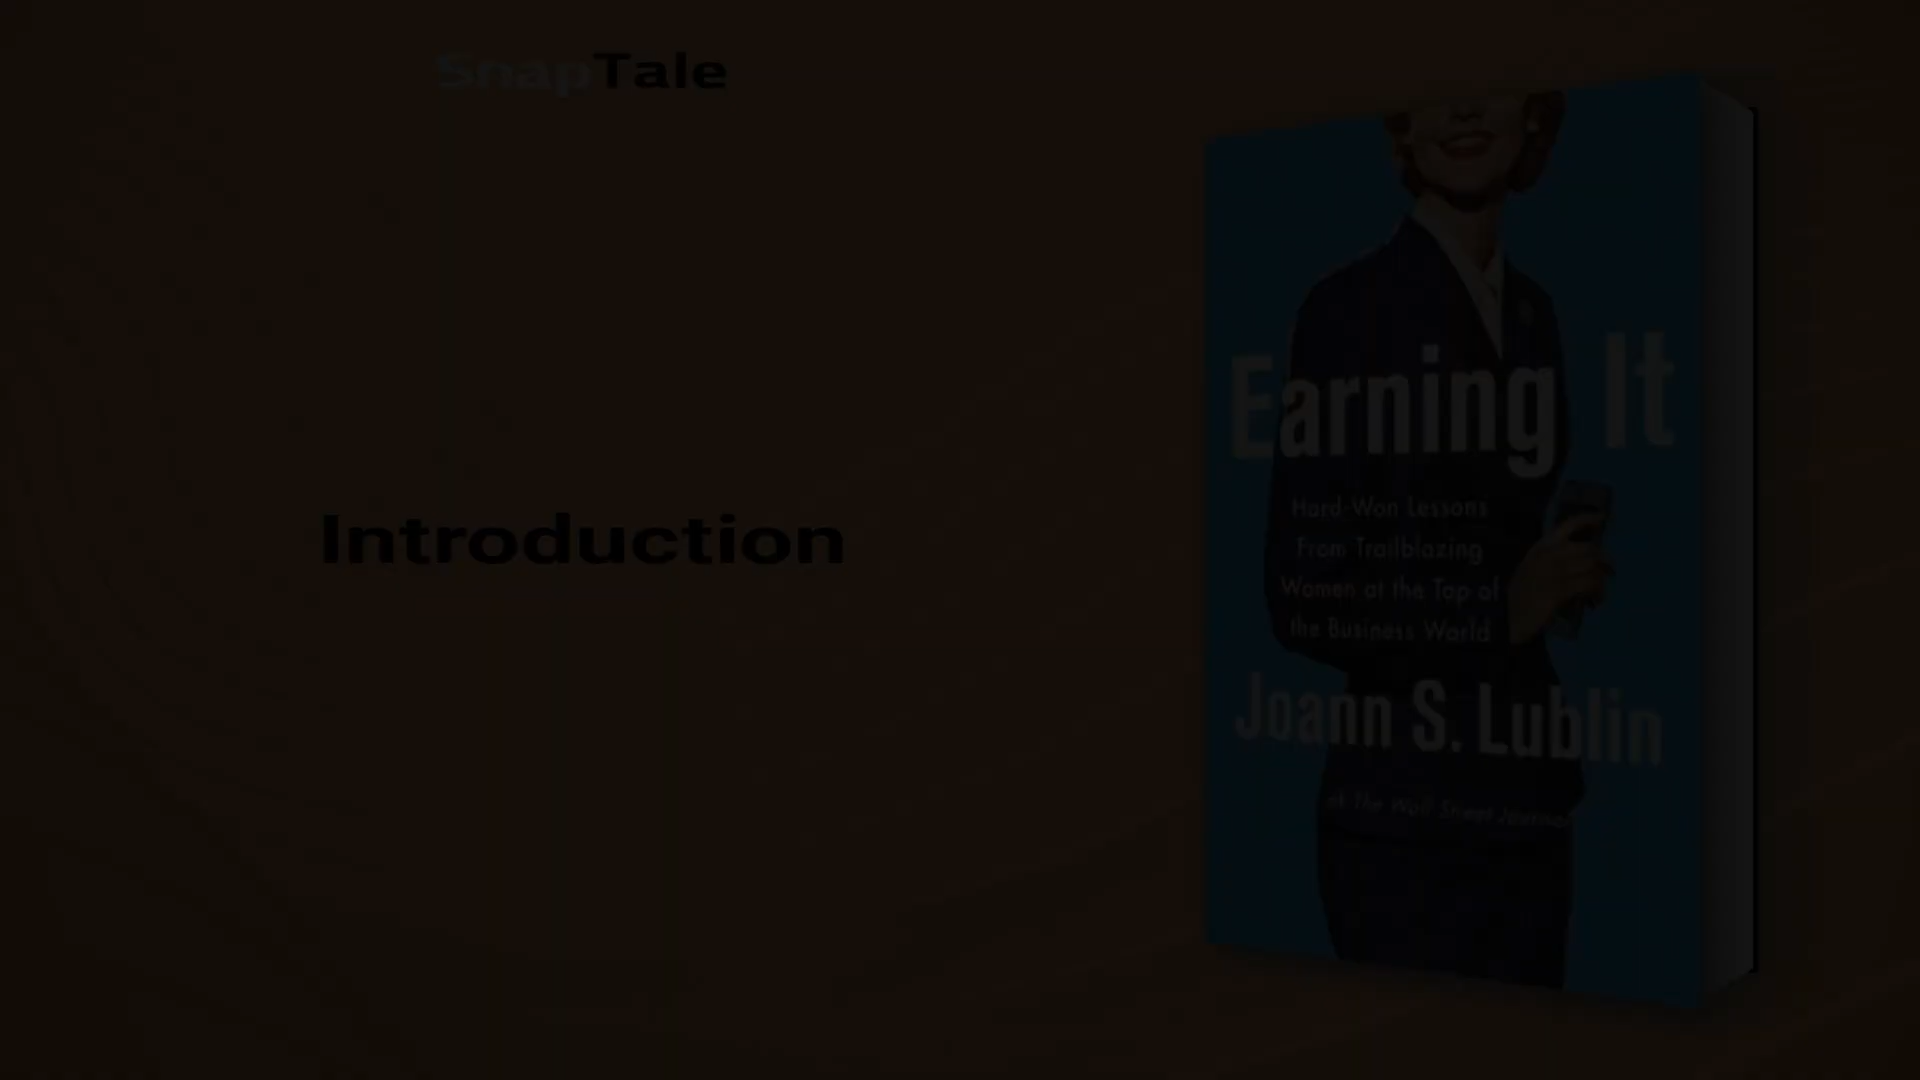 SnapTale
Introduction
Earning It
Hard-Won Lessons
From Trailblazing
Women at the Top of
the Business World
Joann S. Lublin
of The Wall Street Journal